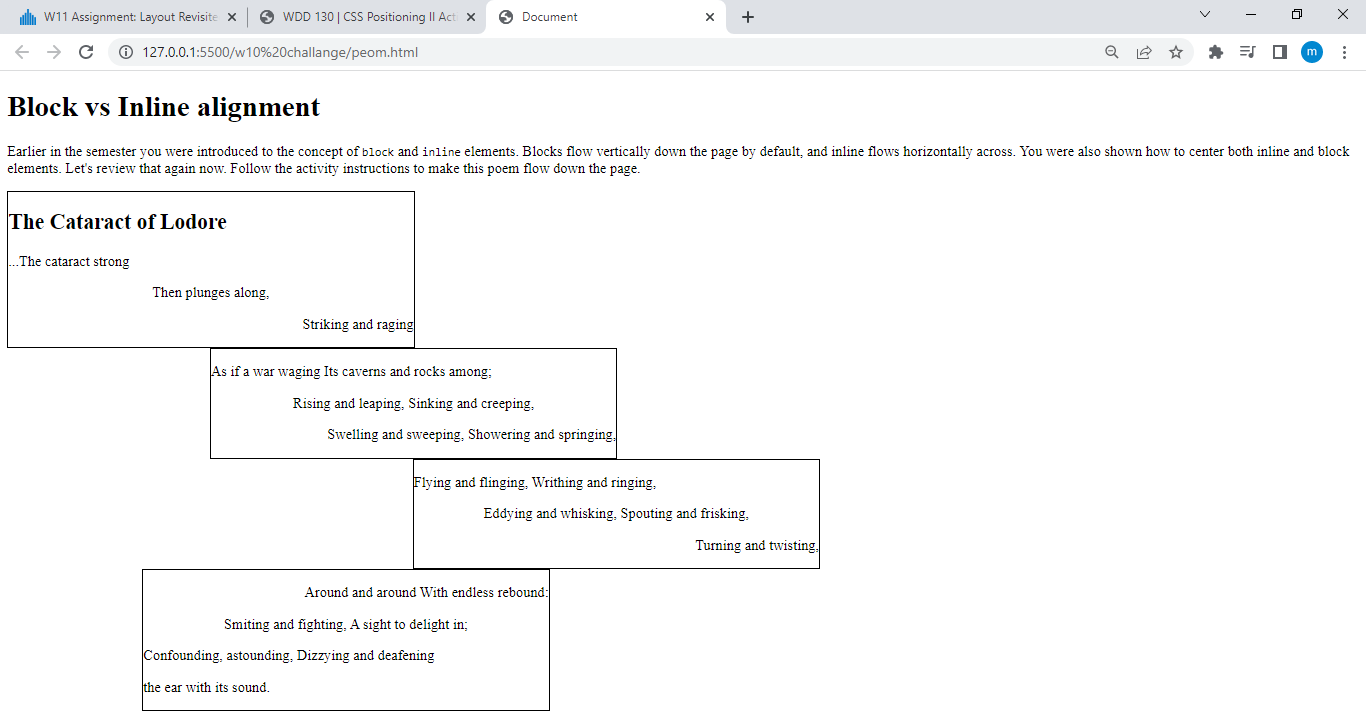 W11 Assignment: Layout Revisite
WDD 130 | CSS Positioning II Act
Document
127.0.0.1:5500/w10%20challange/peom.html
m
Block vs Inline alignment
Earlier in the semester you were introduced to the concept of block and inline elements. Blocks flow vertically down the page by default, and inline flows horizontally across. You were also shown how to center both inline and block
elements. Let's review that again now. Follow the activity instructions to make this poem flow down the page.
The Cataract of Lodore
...The cataract strong
Then plunges along,
Striking and raging
As if a war waging Its caverns and rocks among;
Rising and leaping, Sinking and creeping,
Swelling and sweeping, Showering and springing,
Flying and flinging, Writhing and ringing,
Eddying and whisking, Spouting and frisking,
Turning and twisting,
Around and around With endless rebound:
Smiting and fighting, A sight to delight in;
Confounding, astounding, Dizzying and deafening
the ear with its sound.